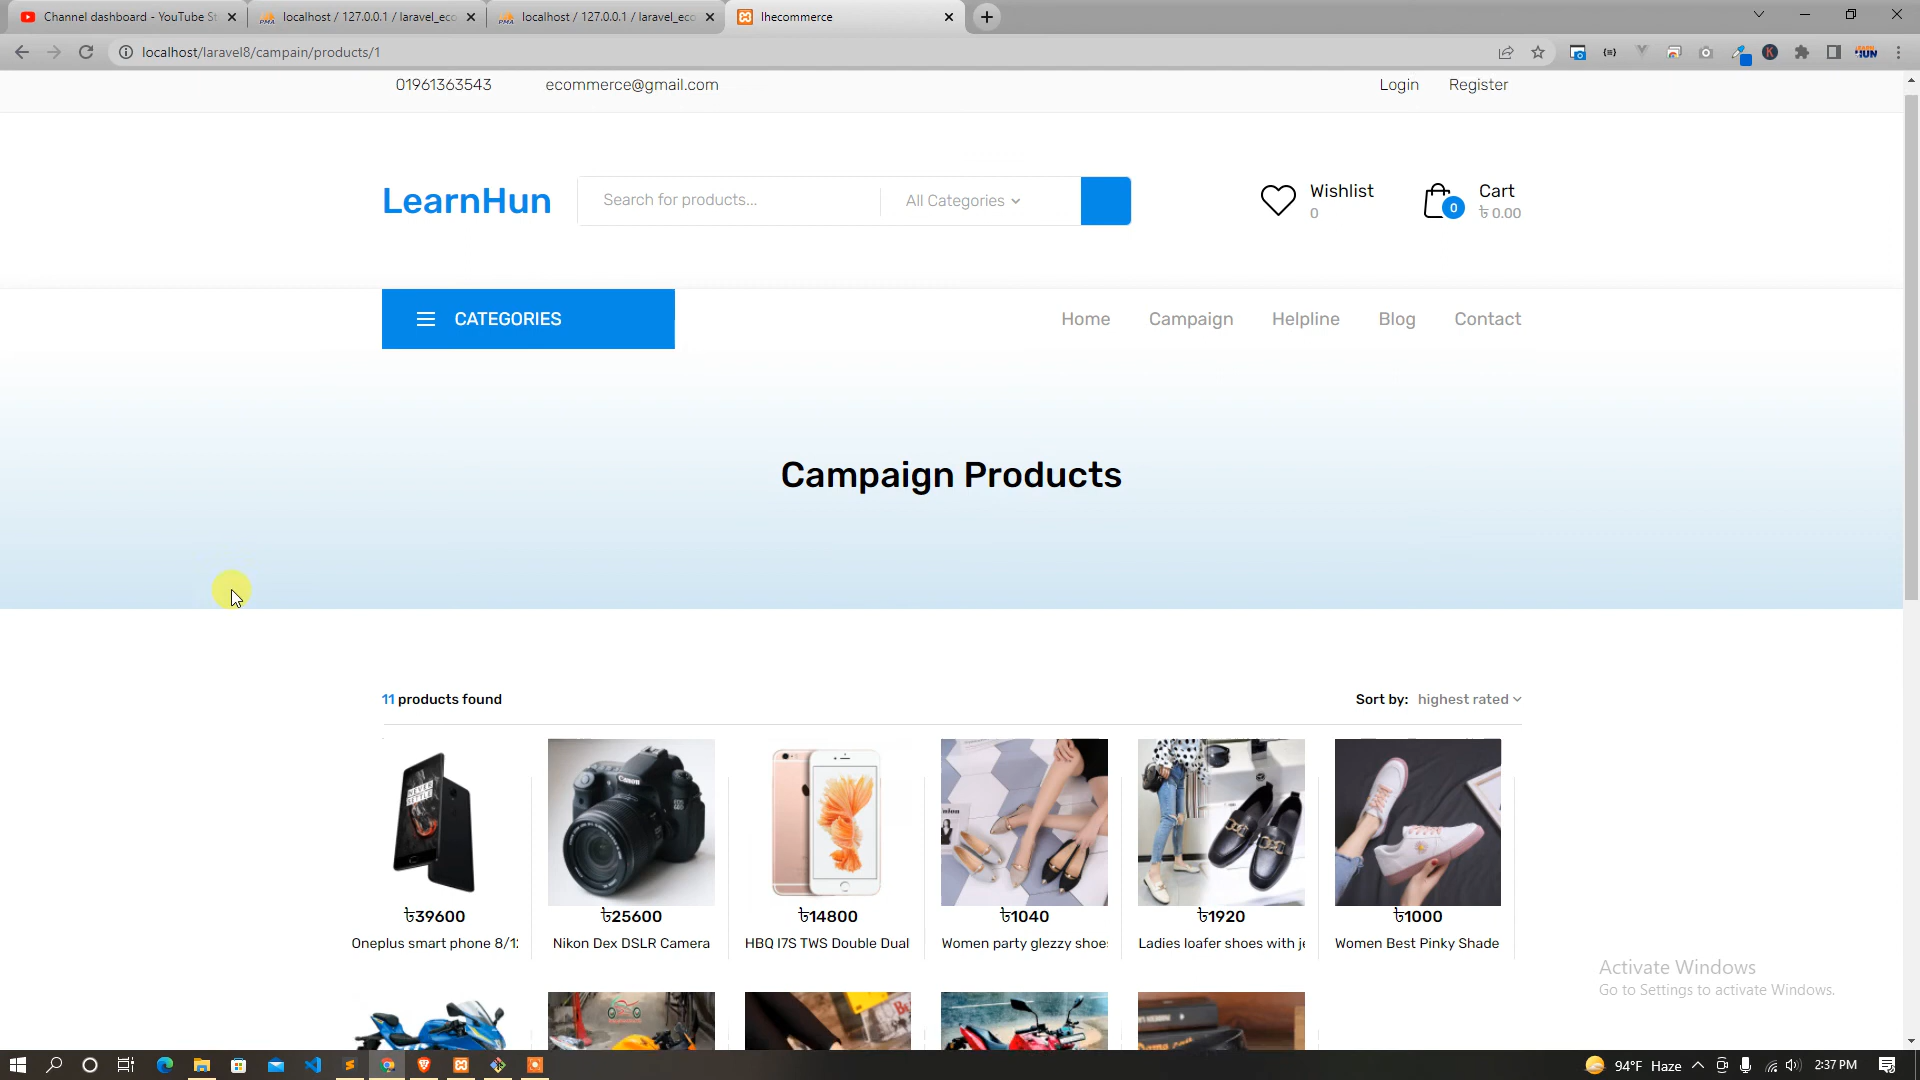 Channel dashboard - YouTube St
localhost / 127.0.0.1 / laravel_eco
localhost / 127.0.0.1 / laravel_eco
lhecommerce
localhost/laravel8/campain/products/1
01961363543
ecommerce@gmail.com
Login
Register
LearnHun
Search for products...
All Categories
Wishlist
0
0
Cart
৳ 0.00
CATEGORIES
Home
Campaign
Helpline
Blog
Contact
Campaign Products
11 products found
Sort by: highest rated
৳39600
৳25600
৳14800
৳1040
৳1920
৳1000
Oneplus smart phone 8/1
Nikon Dex DSLR Camera
HBQ I7S TWS Double Dual
Women party glezzy shoe
Ladies loafer shoes with je
Women Best Pinky Shade
Activate Windows
Go to Settings to activate Windows.
94°F Haze
2:37 PM